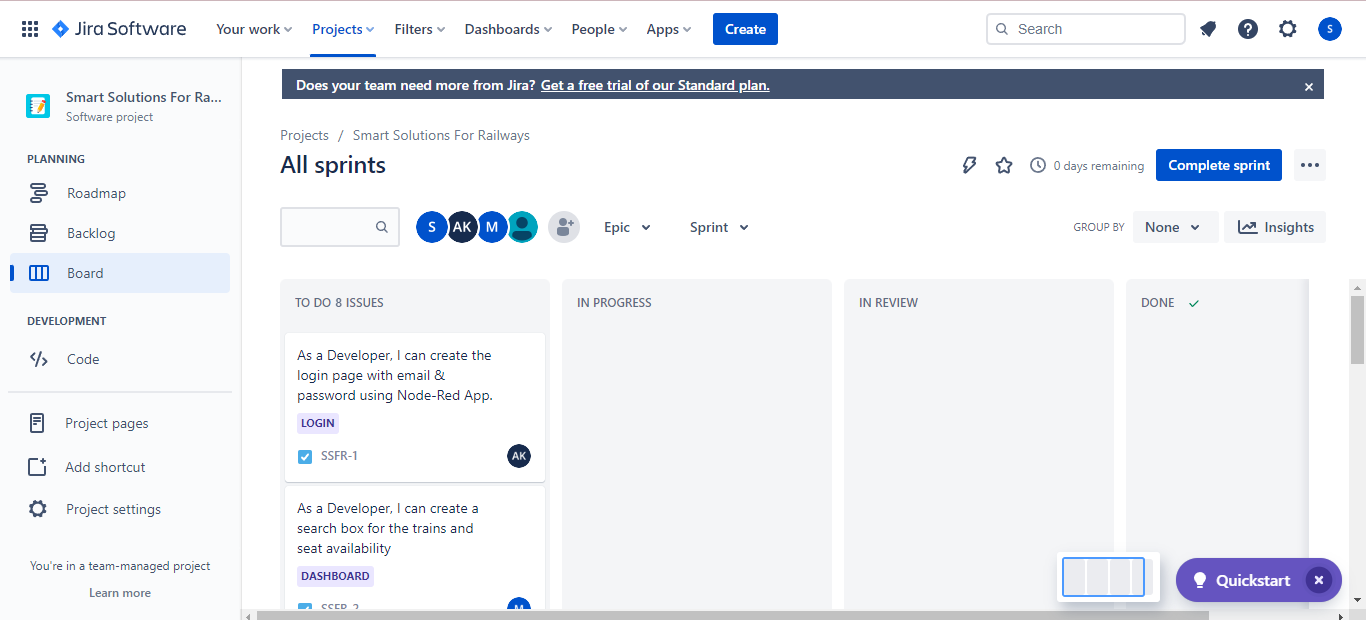 Jira Software
Your work
Projects
Filters
Dashboards
People
Apps
Create
Search
S
Smart Solutions For Ra...
Software project
PLANNING
Roadmap
Backlog
Board
DEVELOPMENT
Code
Project pages
Add shortcut
Project settings
You're in a team-managed project
Learn more
Does your team need more from Jira? Get a free trial of our Standard plan.
Projects / Smart Solutions For Railways
All sprints
0 days remaining
Complete sprint
S
AK
M
Epic
Sprint
GROUP BY
None
Insights
TO DO 8 ISSUES
As a Developer, I can create the
login page with email &
password using Node-Red App.
LOGIN
SSFR-1
AK
As a Developer, I can create a
search box for the trains and
seat availability
DASHBOARD
SSFR-2
M
IN PROGRESS
IN REVIEW
DONE
Quickstart